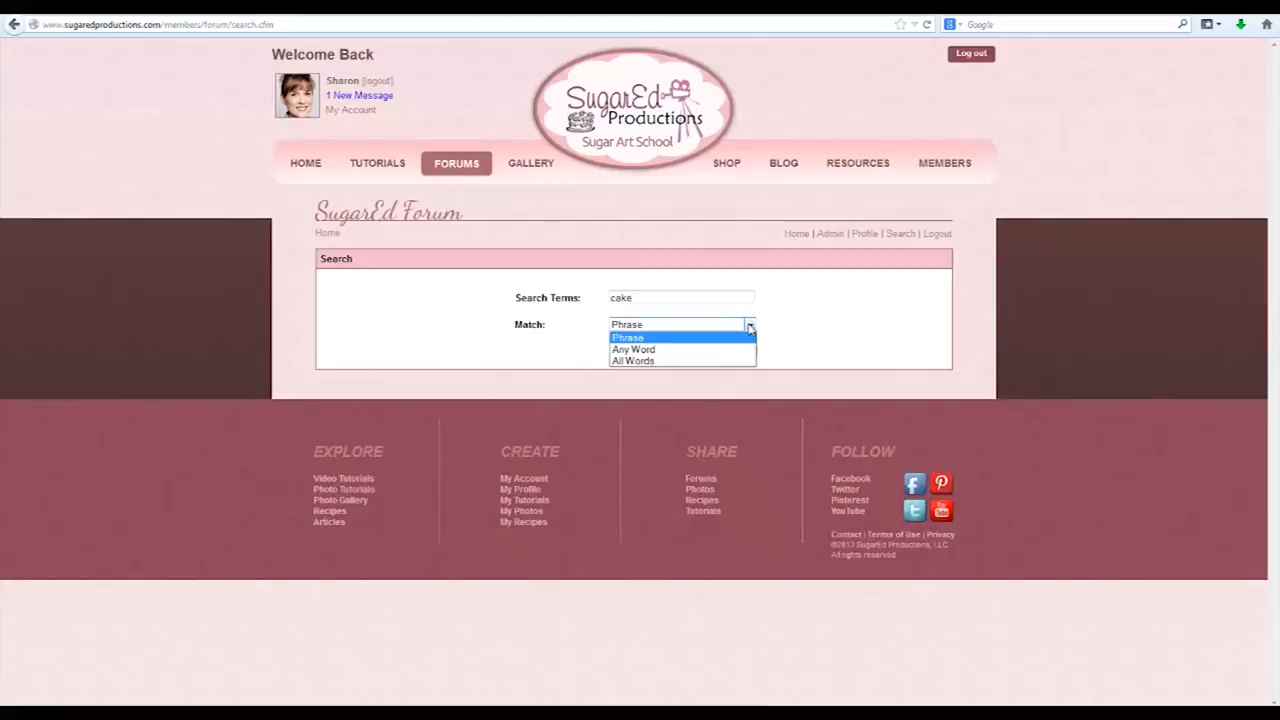 www.sugaredproductions.com/members/forum/search.cfm
Google
Welcome Back
Log out
Sharon [logout]
1 New Message
My Account
SugarEd
Productions
Sugar Art School
HOME TUTORIALS FORUMS GALLERY SHOP BLOG RESOURCES MEMBERS
SugarEd Forum
Home
Home | Admin | Profile | Search | Logout
Search
Search Terms: cake
Match: Phrase
Phrase
Any Word
All Words
EXPLORE
Video Tutorials
Photo Tutorials
Photo Gallery
Recipes
Articles
CREATE
My Account
My Profile
My Tutorials
My Photos
My Recipes
SHARE
Forums
Photos
Recipes
Tutorials
FOLLOW
Facebook
Twitter
Pinterest
YouTube
Contact | Terms of Use | Privacy
©2013 SugarEd Productions, LLC
All rights reserved